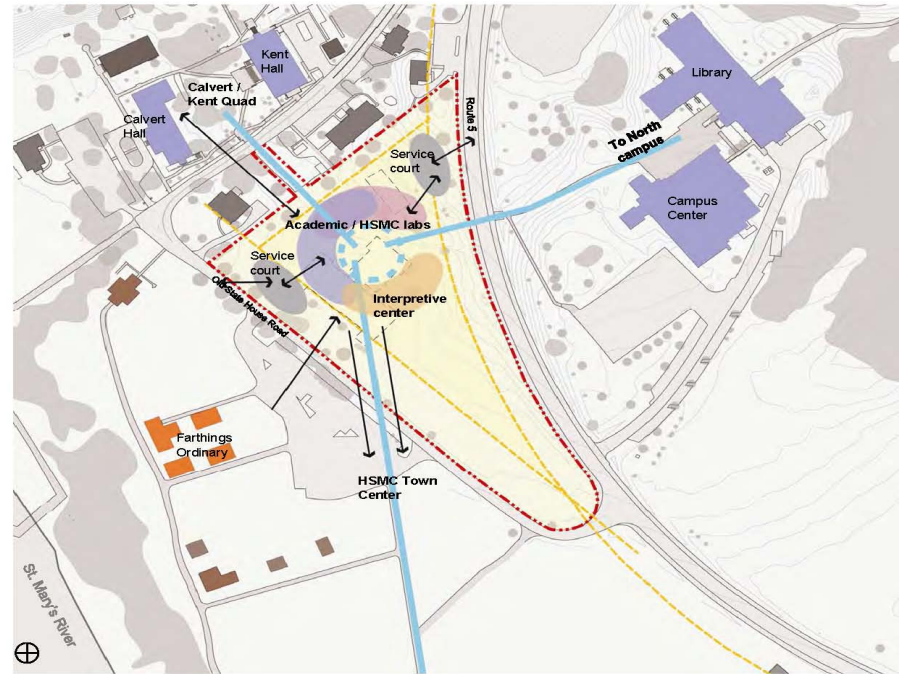 Kent
Hall
Library
Calvert /
Kent Quad
Calvert
Hall
Route 5
To North
campus
Service
court
Campus
Center
Academic / HSMC labs
Service
court
Old State House Road
Interpretive
center
Farthings
Ordinary
HSMC Town
Center
St. Mary's River